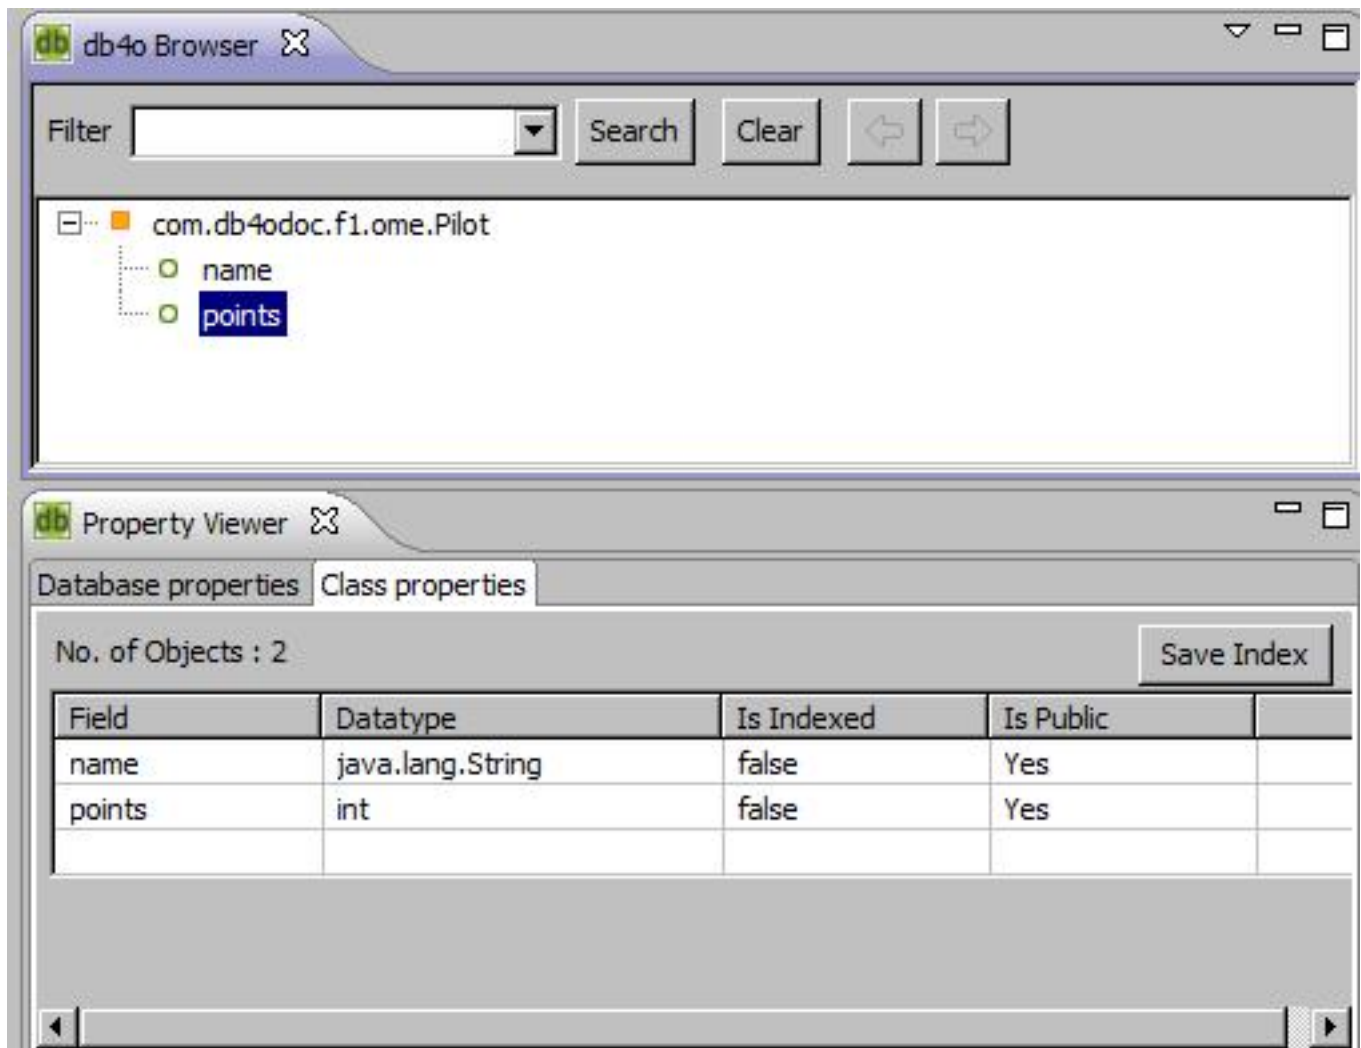 db db4o Browser
Filter Search Clear
com.db4odoc.f1.ome.Pilot
name
points
db Property Viewer
Database properties Class properties
No. of Objects : 2 Save Index
Field Datatype Is Indexed Is Public
name java.lang.String false Yes
points int false Yes